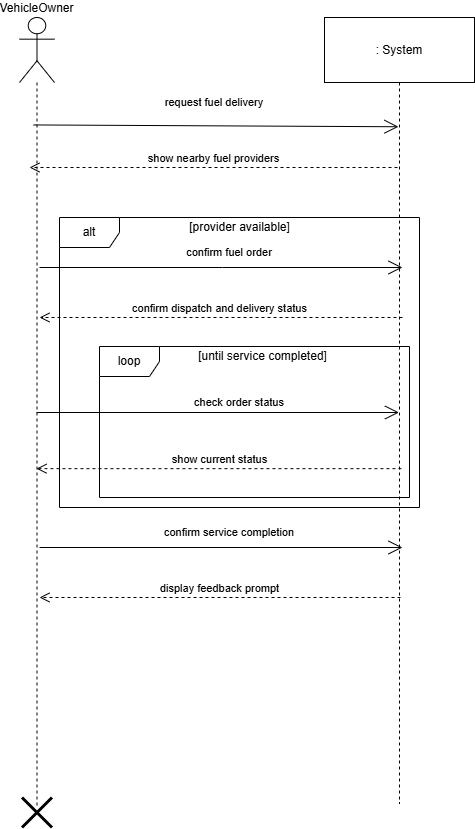 VehicleOwner
: System
request fuel delivery
show nearby fuel providers
alt
[provider available]
confirm fuel order
confirm dispatch and delivery status
loop
[until service completed]
check order status
show current status
confirm service completion
display feedback prompt